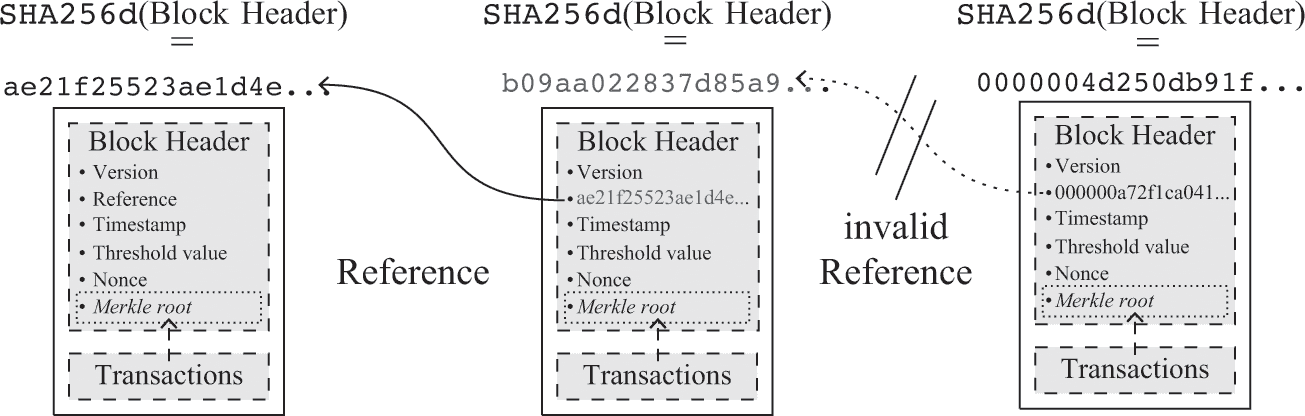 SHA256d(Block Header)
=
ae21f25523ae1d4e...
Block Header
• Version
• Reference
• Timestamp
• Threshold value
• Nonce
• Merkle root
Transactions
Reference
SHA256d(Block Header)
=
b09aa022837d85a9...
Block Header
• Version
• ae21f25523ae1d4e...
• Timestamp
• Threshold value
• Nonce
• Merkle root
Transactions
invalid
Reference
SHA256d(Block Header)
=
0000004d250db91f...
Block Header
• Version
• 000000a72f1ca041...
• Timestamp
• Threshold value
• Nonce
• Merkle root
Transactions